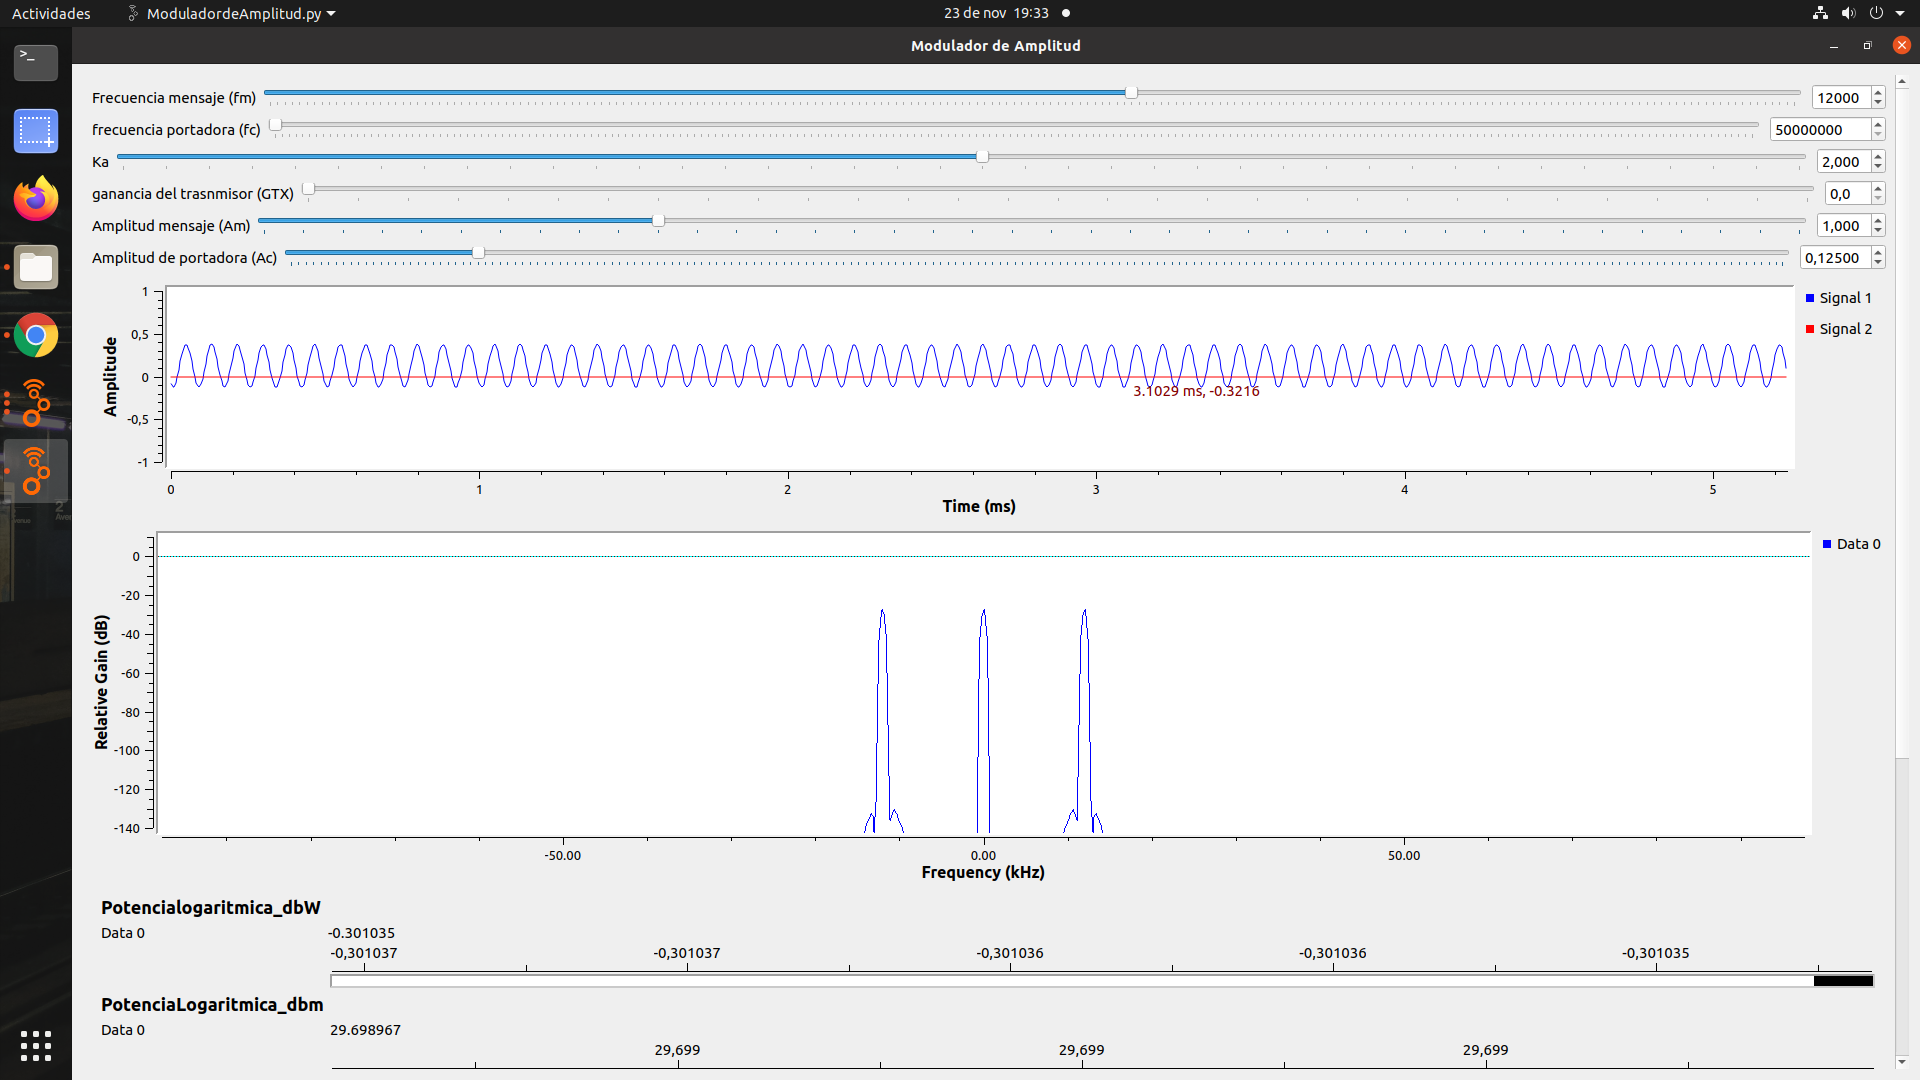 Actividades
ModuladordeAmplitud.py
23 de nov 19:33
Modulador de Amplitud
Frecuencia mensaje (fm)
12000
frecuencia portadora (fc)
50000000
Ka
2,000
ganancia del trasnmisor (GTX)
0,0
Amplitud mensaje (Am)
1,000
Amplitud de portadora (Ac)
0,12500
1
0,5
0
-0,5
-1
Amplitude
Signal 1
Signal 2
3.1029 ms, -0.3216
0 1 2 3 4 5
Time (ms)
0
-20
-40
-60
-80
-100
-120
-140
Relative Gain (dB)
Data 0
-50.00 0.00 50.00
Frequency (kHz)
Potencialogaritmica_dbW
Data 0 -0.301035
-0,301037 -0,301037 -0,301036 -0,301036 -0,301035
PotenciaLogaritmica_dbm
Data 0 29.698967
29,699 29,699 29,699